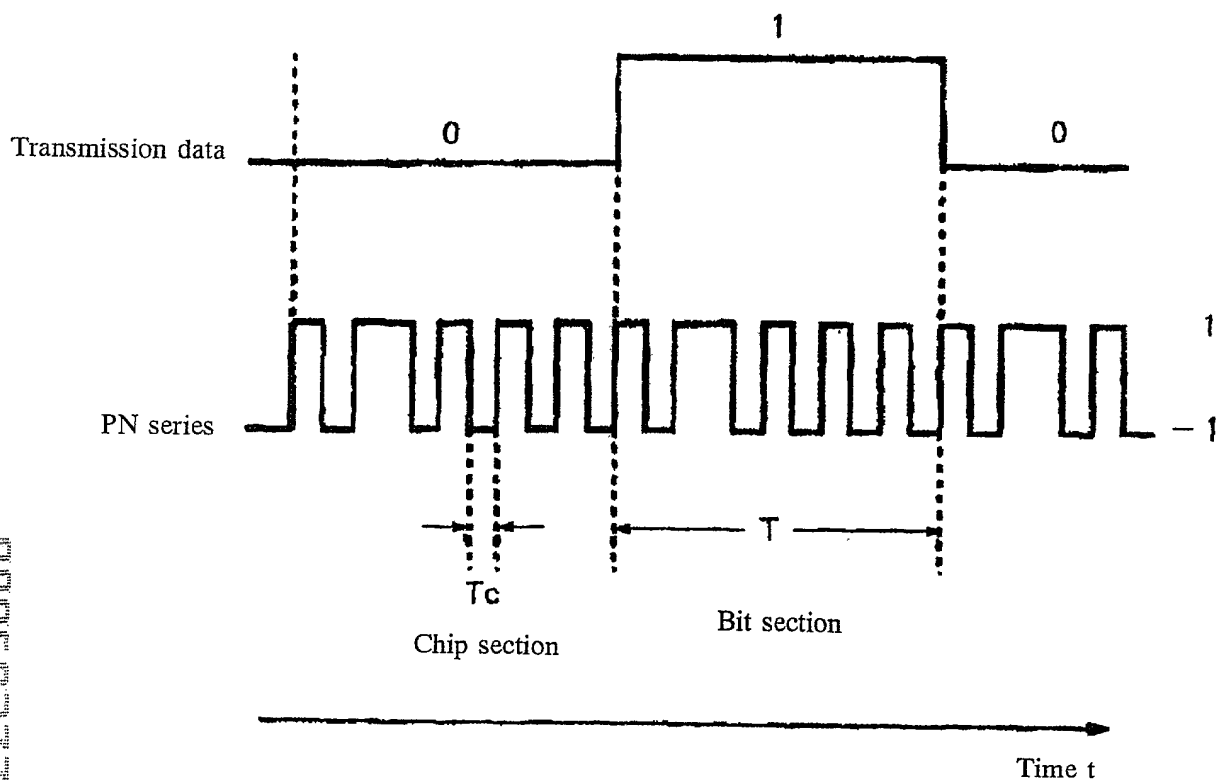 1
0
0
Transmission data
1
PN series
− 1
T
Tc
Bit section
Chip section
Time t